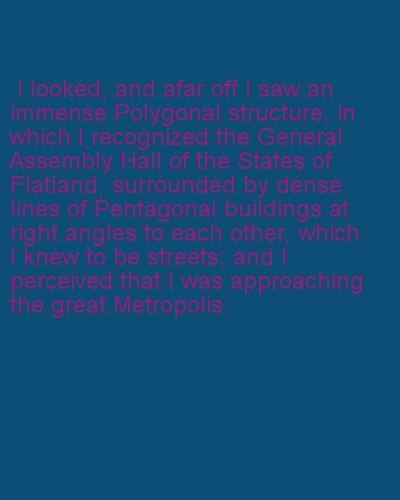 I looked, and afar off I saw an
immense Polygonal structure, in
which I recognized the General
Assembly Hall of the States of
Flatland, surrounded by dense
lines of Pentagonal buildings at
right angles to each other, which
I knew to be streets; and I
perceived that I was approaching
the great Metropolis.